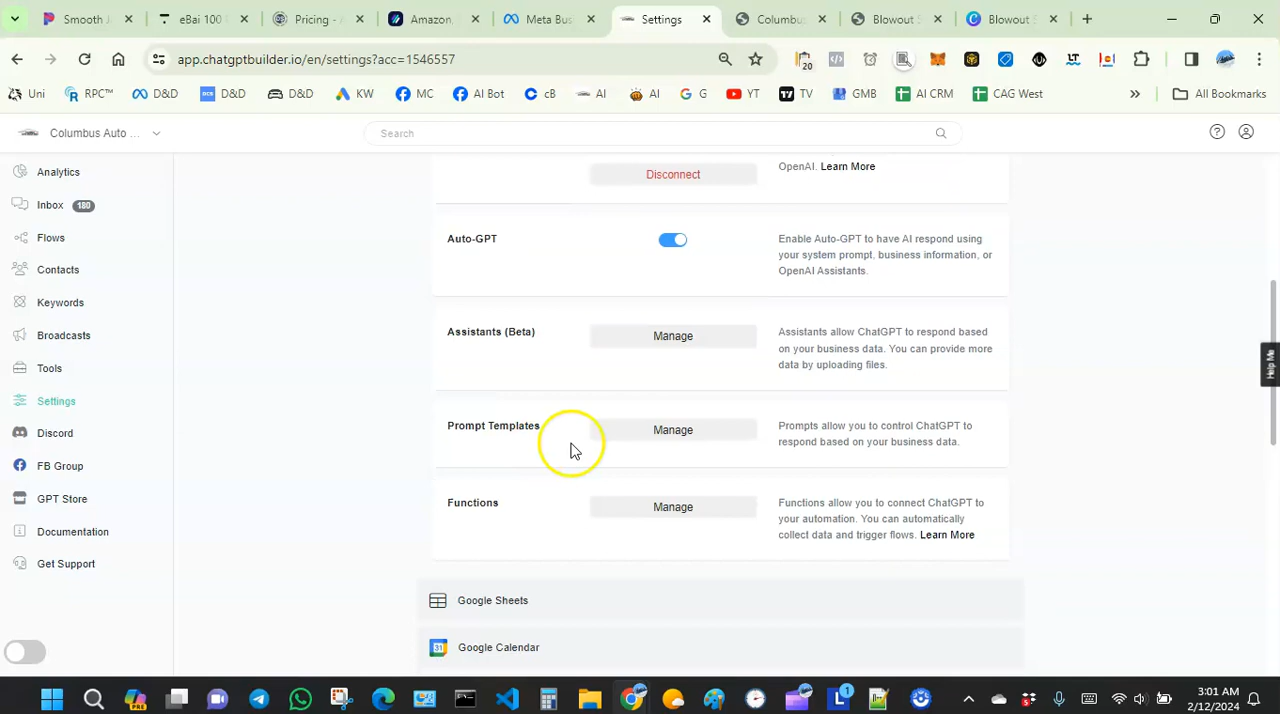 Smooth J
eBai 100 (
Pricing - A
Amazon.
Meta Bus
Settings
Columbus
Blowout S
Blowout S
app.chatgptbuilder.io/en/settings?acc=1546557
20
Uni
RPC™
D&D
D&D
D&D
KW
MC
AI Bot
cB
AI
AI
G
YT
TV
GMB
AI CRM
CAG West
All Bookmarks
Columbus Auto ...
Search
Analytics
Inbox 180
Flows
Contacts
Keywords
Broadcasts
Tools
Settings
Discord
FB Group
GPT Store
Documentation
Get Support
Disconnect
OpenAI. Learn More
Auto-GPT
Enable Auto-GPT to have AI respond using
your system prompt, business information, or
OpenAI Assistants.
Assistants (Beta)
Manage
Assistants allow ChatGPT to respond based
on your business data. You can provide more
data by uploading files.
Prompt Templates
Manage
Prompts allow you to control ChatGPT to
respond based on your business data.
Functions
Manage
Functions allow you to connect ChatGPT to
your automation. You can automatically
collect data and trigger flows. Learn More
Google Sheets
31 Google Calendar
Help Me
3:01 AM
2/12/2024